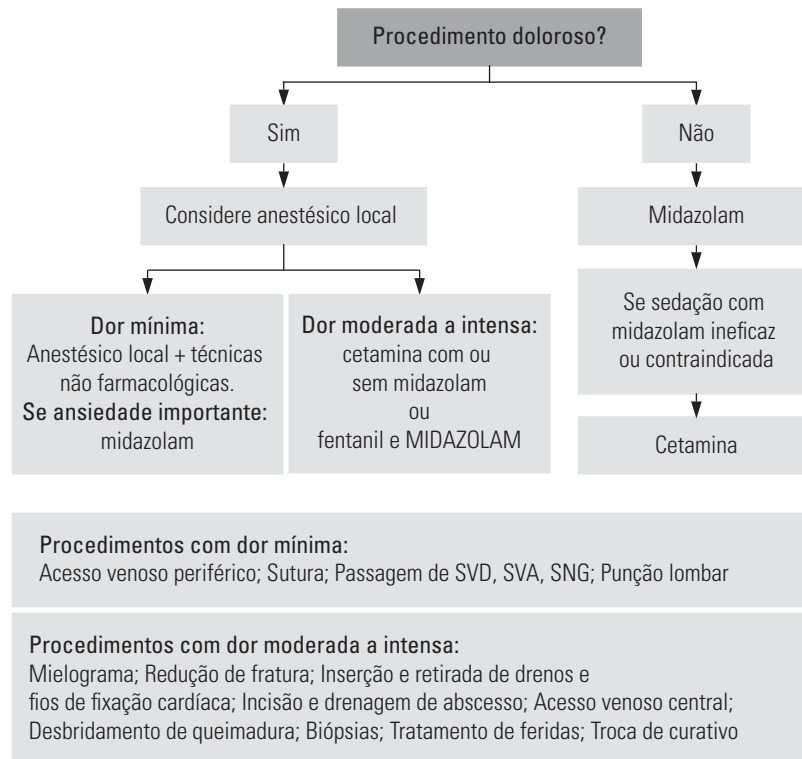 Procedimento doloroso?
Sim
Não
Considere anestésico local
Midazolam
Dor mínima:
Anestésico local + técnicas
não farmacológicas.
Se ansiedade importante:
midazolam
Dor moderada a intensa:
cetamina com ou
sem midazolam
ou
fentanil e MIDAZOLAM
Se sedação com
midazolam ineficaz
ou contraindicada
Cetamina
Procedimentos com dor mínima:
Acesso venoso periférico; Sutura; Passagem de SVD, SVA, SNG; Punção lombar
Procedimentos com dor moderada a intensa:
Mielograma; Redução de fratura; Inserção e retirada de drenos e
fios de fixação cardíaca; Incisão e drenagem de abscesso; Acesso venoso central;
Desbridamento de queimadura; Biópsias; Tratamento de feridas; Troca de curativo